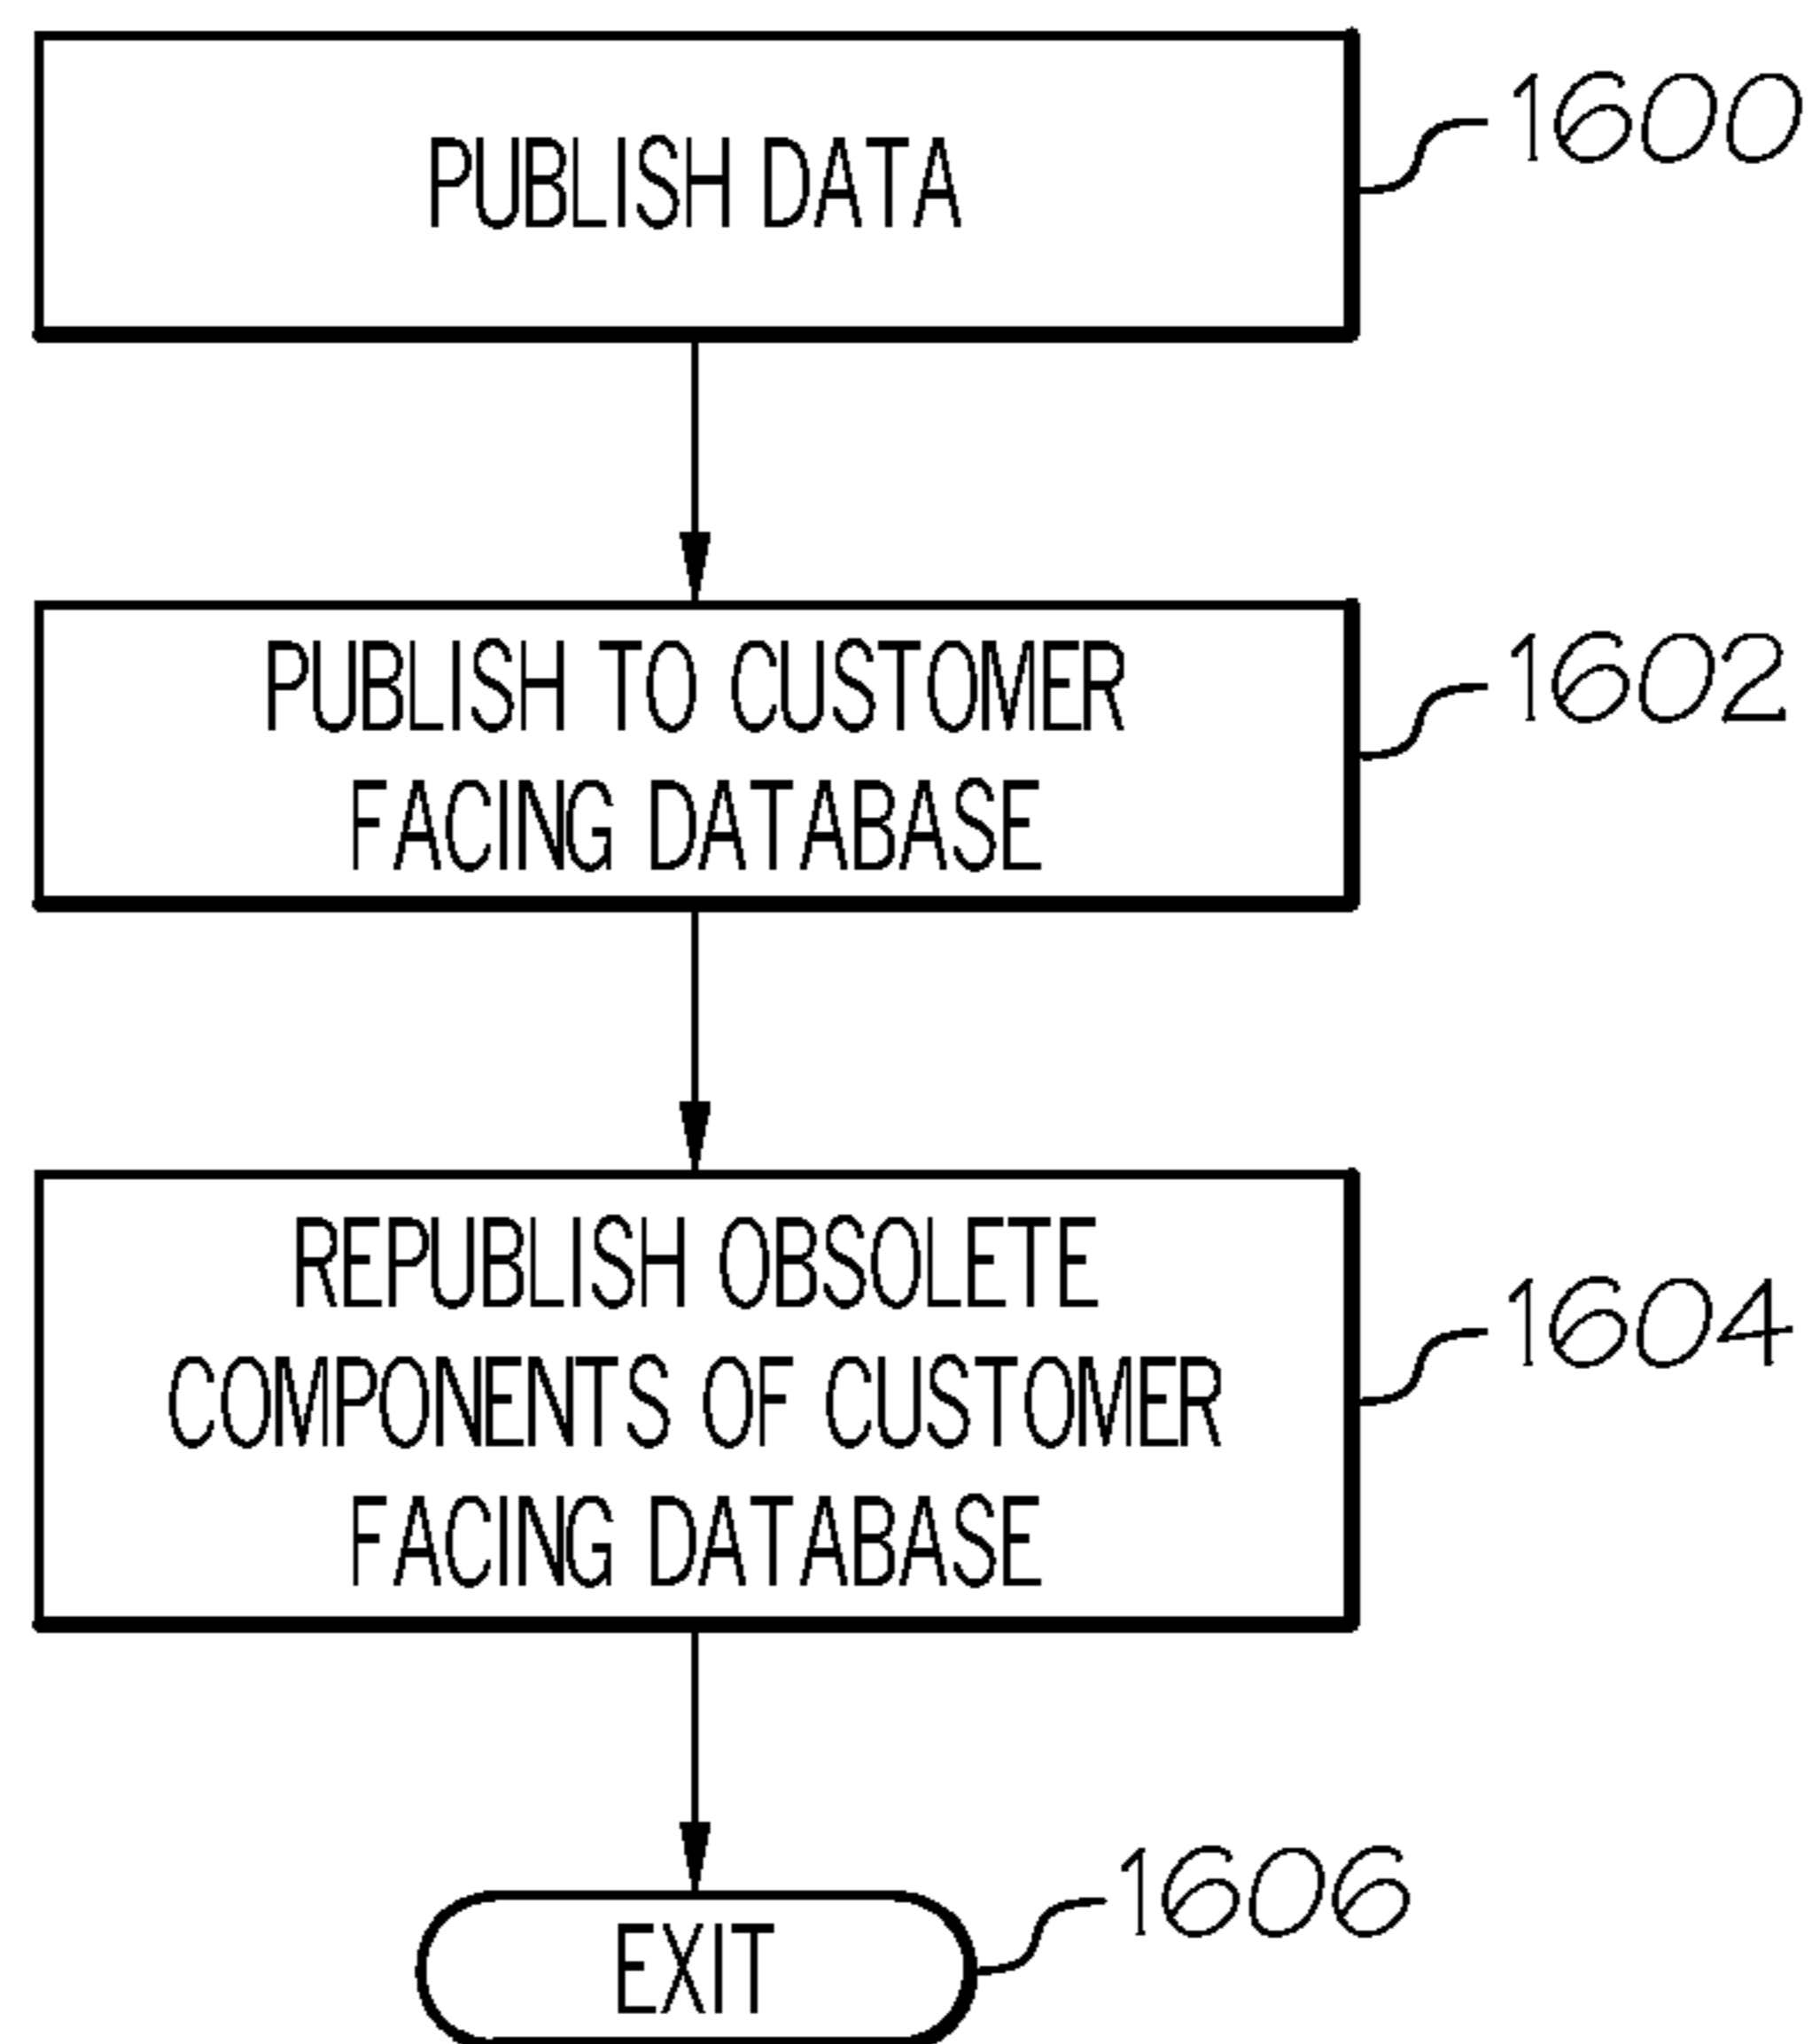 PUBLISH DATA
1600
PUBLISH TO CUSTOMER
FACING DATABASE
1602
REPUBLISH OBSOLETE
COMPONENTS OF CUSTOMER
FACING DATABASE
1604
EXIT
1606